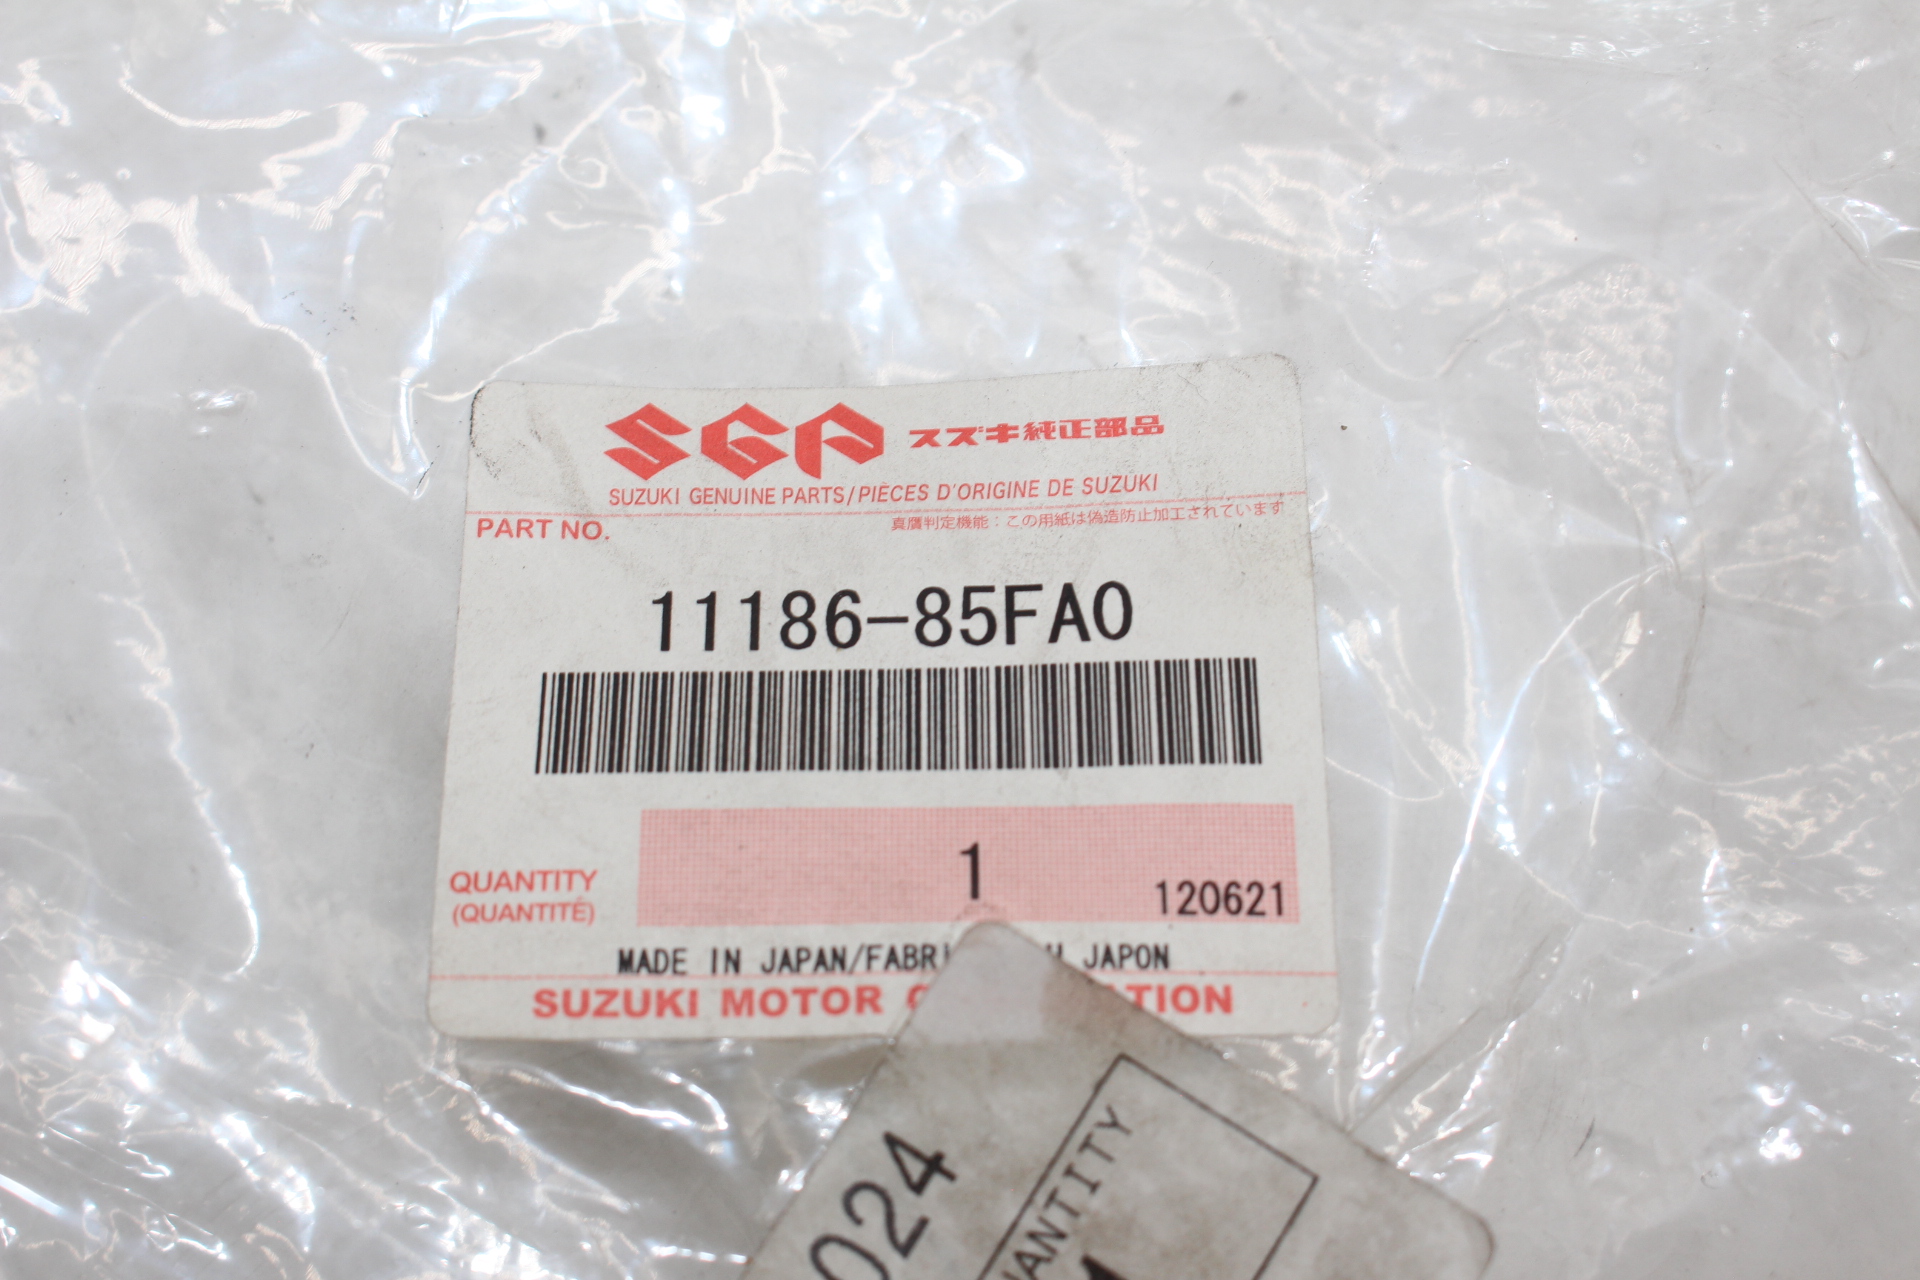 SGP スズキ純正部品
SUZUKI GENUINE PARTS/PIÈCES D'ORIGINE DE SUZUKI
PART NO.
真贋判定機能：この用紙は偽造防止加工されています
11186-85FA0
1
120621
QUANTITY
(QUANTITÉ)
MADE IN JAPAN/FABRI JAPON
SUZUKI MOTOR
024